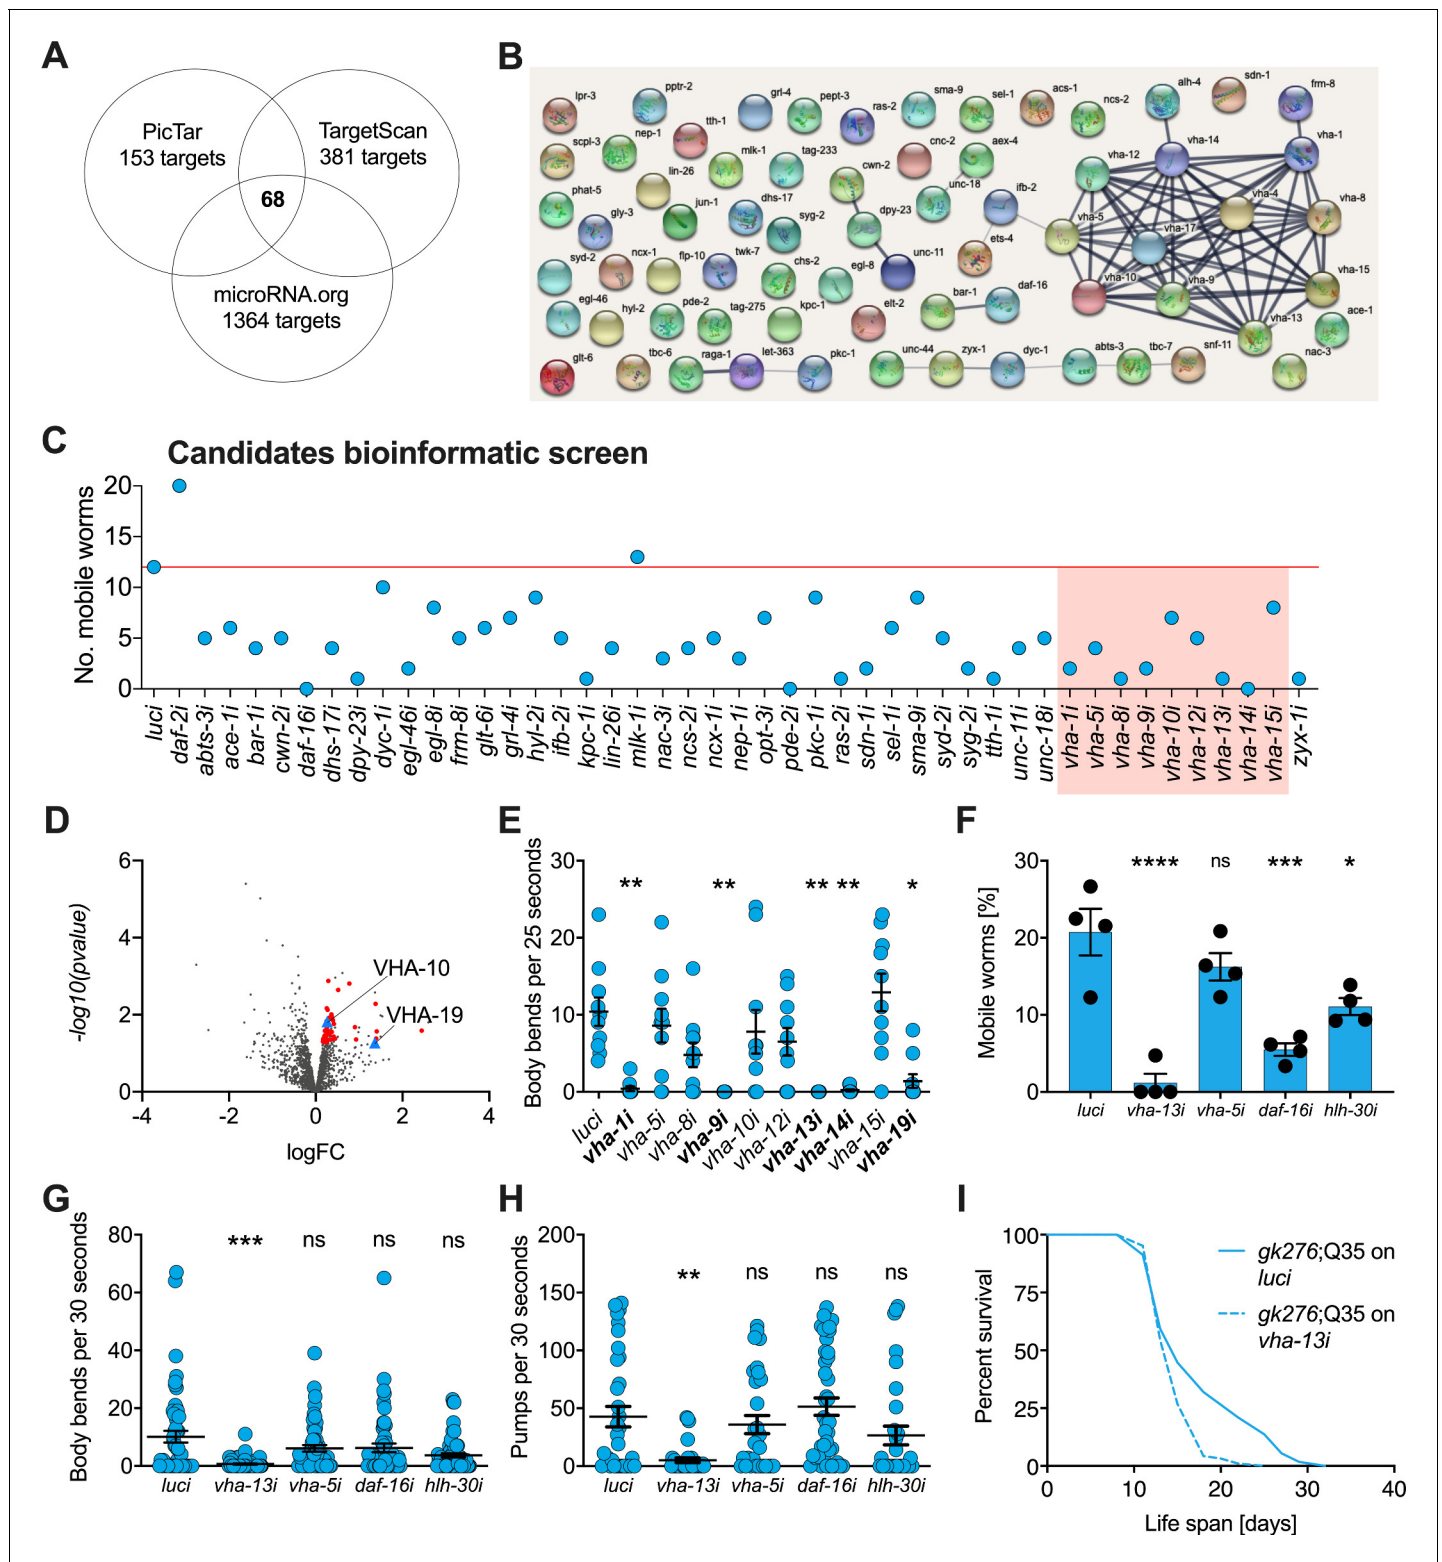 A
PicTar
153 targets
TargetScan
381 targets
68
microRNA.org
1364 targets
B
lpr-3
pptr-2
grl-4
pept-3
ras-2
sma-9
sel-1
acs-1
ncs-2
alh-4
sdn-1
frm-8
scpl-3
nep-1
tth-1
mlk-1
tag-233
cnc-2
aex-4
vha-14
vha-1
vha-12
lin-26
cwn-2
unc-18
ifb-2
vha-4
vha-8
phat-5
gly-3
jun-1
dhs-17
syg-2
dpy-23
vha-5
vha-17
ets-4
syd-2
ncx-1
flp-10
twk-7
chs-2
egl-8
unc-11
vha-10
vha-9
vha-15
egl-46
hyl-2
pde-2
tag-275
kpc-1
elt-2
bar-1
daf-16
vha-13
ace-1
glt-6
tbc-6
raga-1
let-363
pkc-1
unc-44
zyx-1
dyc-1
abts-3
tbc-7
snf-11
nac-3
C
Candidates bioinformatic screen
No. mobile worms
20
15
10
5
0
luci
daf-2i
abts-3i
ace-1i
bar-1i
cwn-2i
daf-16i
dhs-17i
dpy-23i
dyc-1i
egl-46i
egl-8i
frm-8i
glt-6i
grl-4i
hyl-2i
ifb-2i
kpc-1i
lin-26i
mlk-1i
nac-3i
ncs-2i
ncx-1i
nep-1i
opt-3i
pde-2i
pkc-1i
ras-2i
sdn-1i
sel-1i
sma-9i
syd-2i
syg-2i
tth-1i
unc-11i
unc-18i
vha-1i
vha-5i
vha-8i
vha-9i
vha-10i
vha-12i
vha-13i
vha-14i
vha-15i
zyx-1i
D
-log10(pvalue)
6
4
2
0
VHA-10
VHA-19
-4
-2
0
2
4
logFC
E
Body bends per 25 seconds
30
20
10
0
**
**
**
**
*
luci
vha-1i
vha-5i
vha-8i
vha-9i
vha-10i
vha-12i
vha-13i
vha-14i
vha-15i
vha-19i
F
Mobile worms [%]
30
20
10
0
****
ns
***
*
luci
vha-13i
vha-5i
daf-16i
hlh-30i
G
Body bends per 30 seconds
80
60
40
20
0
***
ns
ns
ns
luci
vha-13i
vha-5i
daf-16i
hlh-30i
H
Pumps per 30 seconds
200
150
100
50
0
**
ns
ns
ns
luci
vha-13i
vha-5i
daf-16i
hlh-30i
I
Percent survival
100
75
50
25
0
gk276;Q35 on
luci
gk276;Q35 on
vha-13i
0
10
20
30
40
Life span [days]